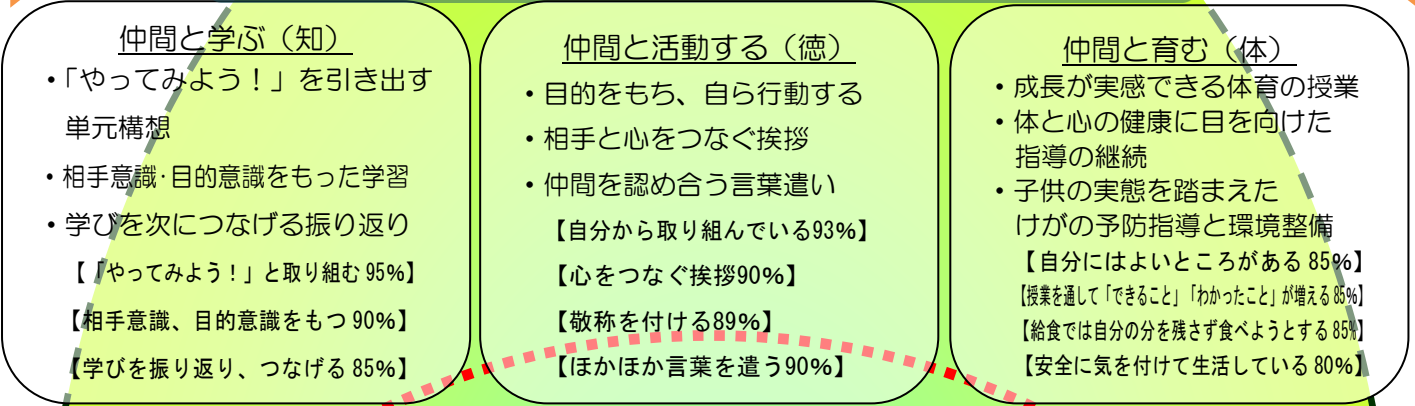 仲間と学ぶ（知）
・「やってみよう！」を引き出す
単元構想
・相手意識・目的意識をもった学習
・学びを次につなげる振り返り
【「やってみよう！」と取り組む 95％】
【相手意識、目的意識をもつ 90％】
【学びを振り返り、つなげる 85％】
仲間と活動する（徳）
・目的をもち、自ら行動する
・相手と心をつなぐ挨拶
・仲間を認め合う言葉遣い
【自分から取り組んでいる93％】
【心をつなぐ挨拶90％】
【敬称を付ける89％】
【ほかほか言葉を遣う90％】
仲間と育む（体）
・成長が実感できる体育の授業
・体と心の健康に目を向けた
指導の継続
・子供の実態を踏まえた
けがの予防指導と環境整備
【自分にはよいところがある 85％】
【授業を通して「できること」「わかったこと」が増える 85％】
【給食では自分の分を残さず食べようとする 85％】
【安全に気を付けて生活している 80％】